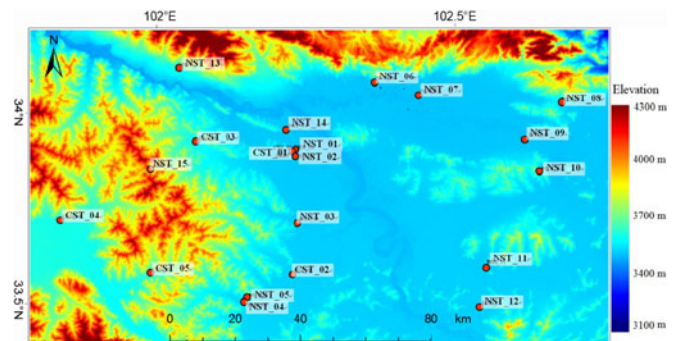 102°E
102.5°E
N
NST_13
NST_06
NST_07
NST_08
Elevation
4300 m
34°N
NST_14
CST_03
NST_01
CST_01
NST_02
NST_09
4000 m
NST_15
NST_10
3700 m
CST_04
NST_03
3400 m
CST_05
CST_02
NST_11
33.5°N
NST_05
NST_04
NST_12
3100 m
0 20 40 80 km